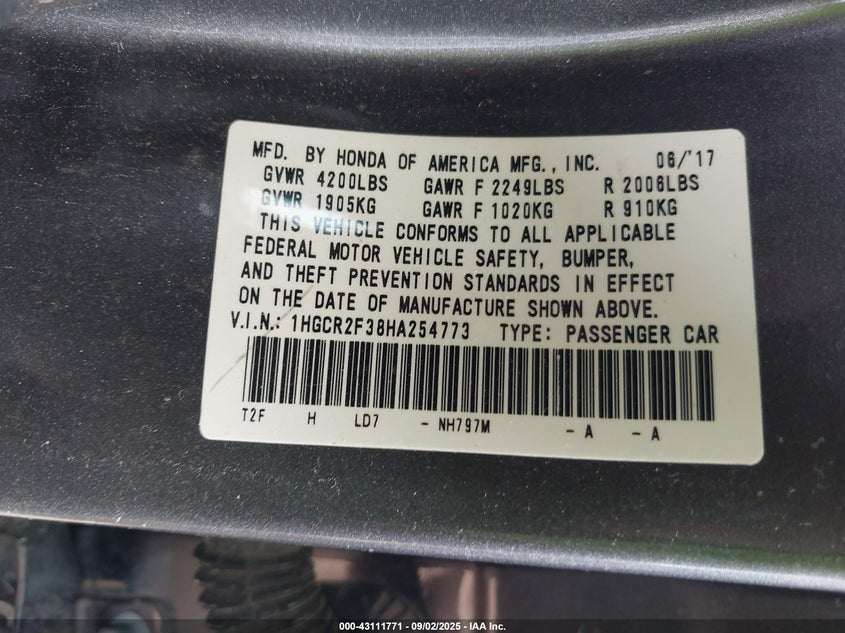 MFD. BY HONDA OF AMERICA MFG., INC. 06/'17
GVWR 4200LBS GAWR F 2249LBS R 2006LBS
GVWR 1905KG GAWR F 1020KG R 910KG
THIS VEHICLE CONFORMS TO ALL APPLICABLE
FEDERAL MOTOR VEHICLE SAFETY, BUMPER,
AND THEFT PREVENTION STANDARDS IN EFFECT
ON THE DATE OF MANUFACTURE SHOWN ABOVE.
V.I.N.: 1HGCR2F38HA254773 TYPE: PASSENGER CAR
T2F H LD7 - NH797M - A - A
000-43111771 - 09/02/2025 - IAA Inc.